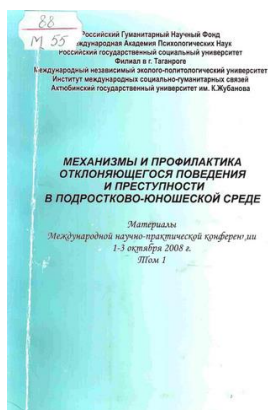 88
М 55
Российский Гуманитарный Научный Фонд
Международная Академия Психологических Наук
Российский государственный социальный университет
Филиал в г. Таганроге
Международный независимый эколого-политологический университет
Институт международных социально-гуманитарных связей
Актюбинский государственный университет им. К.Жубанова
МЕХАНИЗМЫ И ПРОФИЛАКТИКА
ОТКЛОНЯЮЩЕГОСЯ ПОВЕДЕНИЯ
И ПРЕСТУПНОСТИ
В ПОДРОСТКОВО-ЮНОШЕСКОЙ СРЕДЕ
Материалы
Международной научно-практической конференции
1-3 октября 2008 г.
Том 1